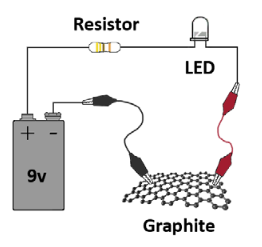 Resistor
LED
+ −
9v
Graphite